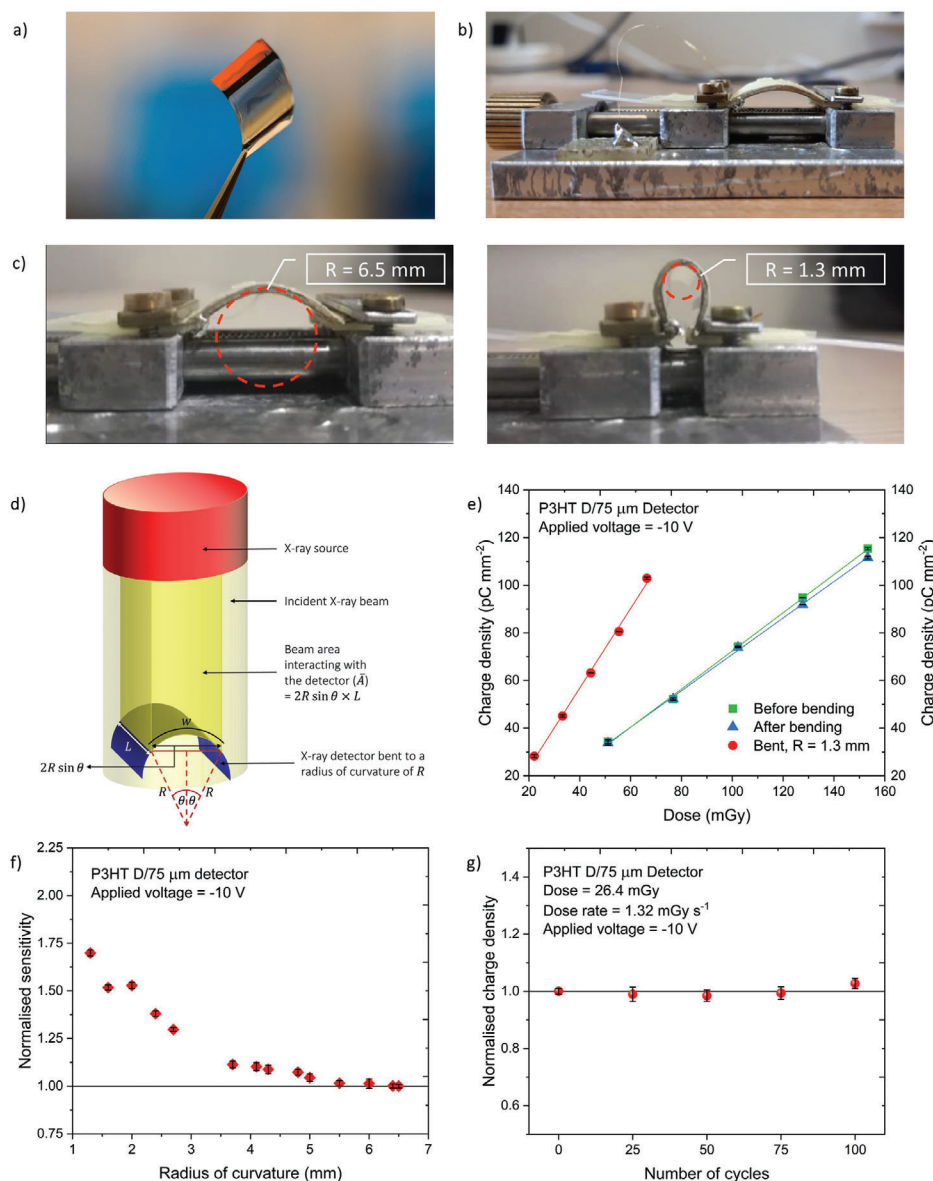 a)
b)
c)
R = 6.5 mm
R = 1.3 mm
d)
X-ray source
Incident X-ray beam
Beam area
interacting with
the detector (Ā)
= 2R sin θ × L
X-ray detector bent to a
radius of curvature of R
L
w
2R sin θ
R
θ θ
R
e)
P3HT D/75 μm Detector
Applied voltage = -10 V
Charge density (pC mm⁻²)
140
120
100
80
60
40
20
140
120
100
80
60
40
20
Charge density (pC mm⁻²)
Before bending
After bending
Bent, R = 1.3 mm
20 40 60 80 100 120 140 160
Dose (mGy)
f)
P3HT D/75 μm detector
Applied voltage = -10 V
Normalised sensitivity
2.25
2.00
1.75
1.50
1.25
1.00
0.75
1 2 3 4 5 6 7
Radius of curvature (mm)
g)
P3HT D/75 μm Detector
Dose = 26.4 mGy
Dose rate = 1.32 mGy s⁻¹
Applied voltage = -10 V
Normalised charge density
1.4
1.2
1.0
0.8
0.6
0 25 50 75 100
Number of cycles